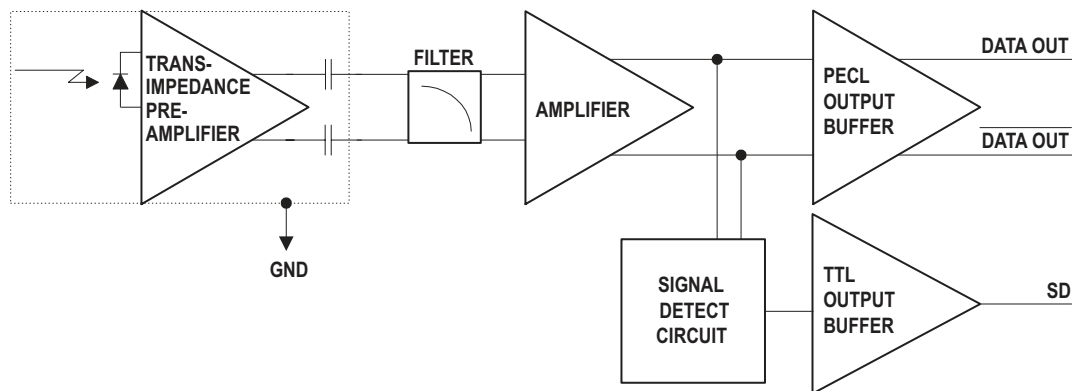 TRANS-
IMPEDANCE
PRE-
AMPLIFIER
GND
FILTER
AMPLIFIER
PECL
OUTPUT
BUFFER
DATA OUT
DATA OUT
SIGNAL
DETECT
CIRCUIT
TTL
OUTPUT
BUFFER
SD